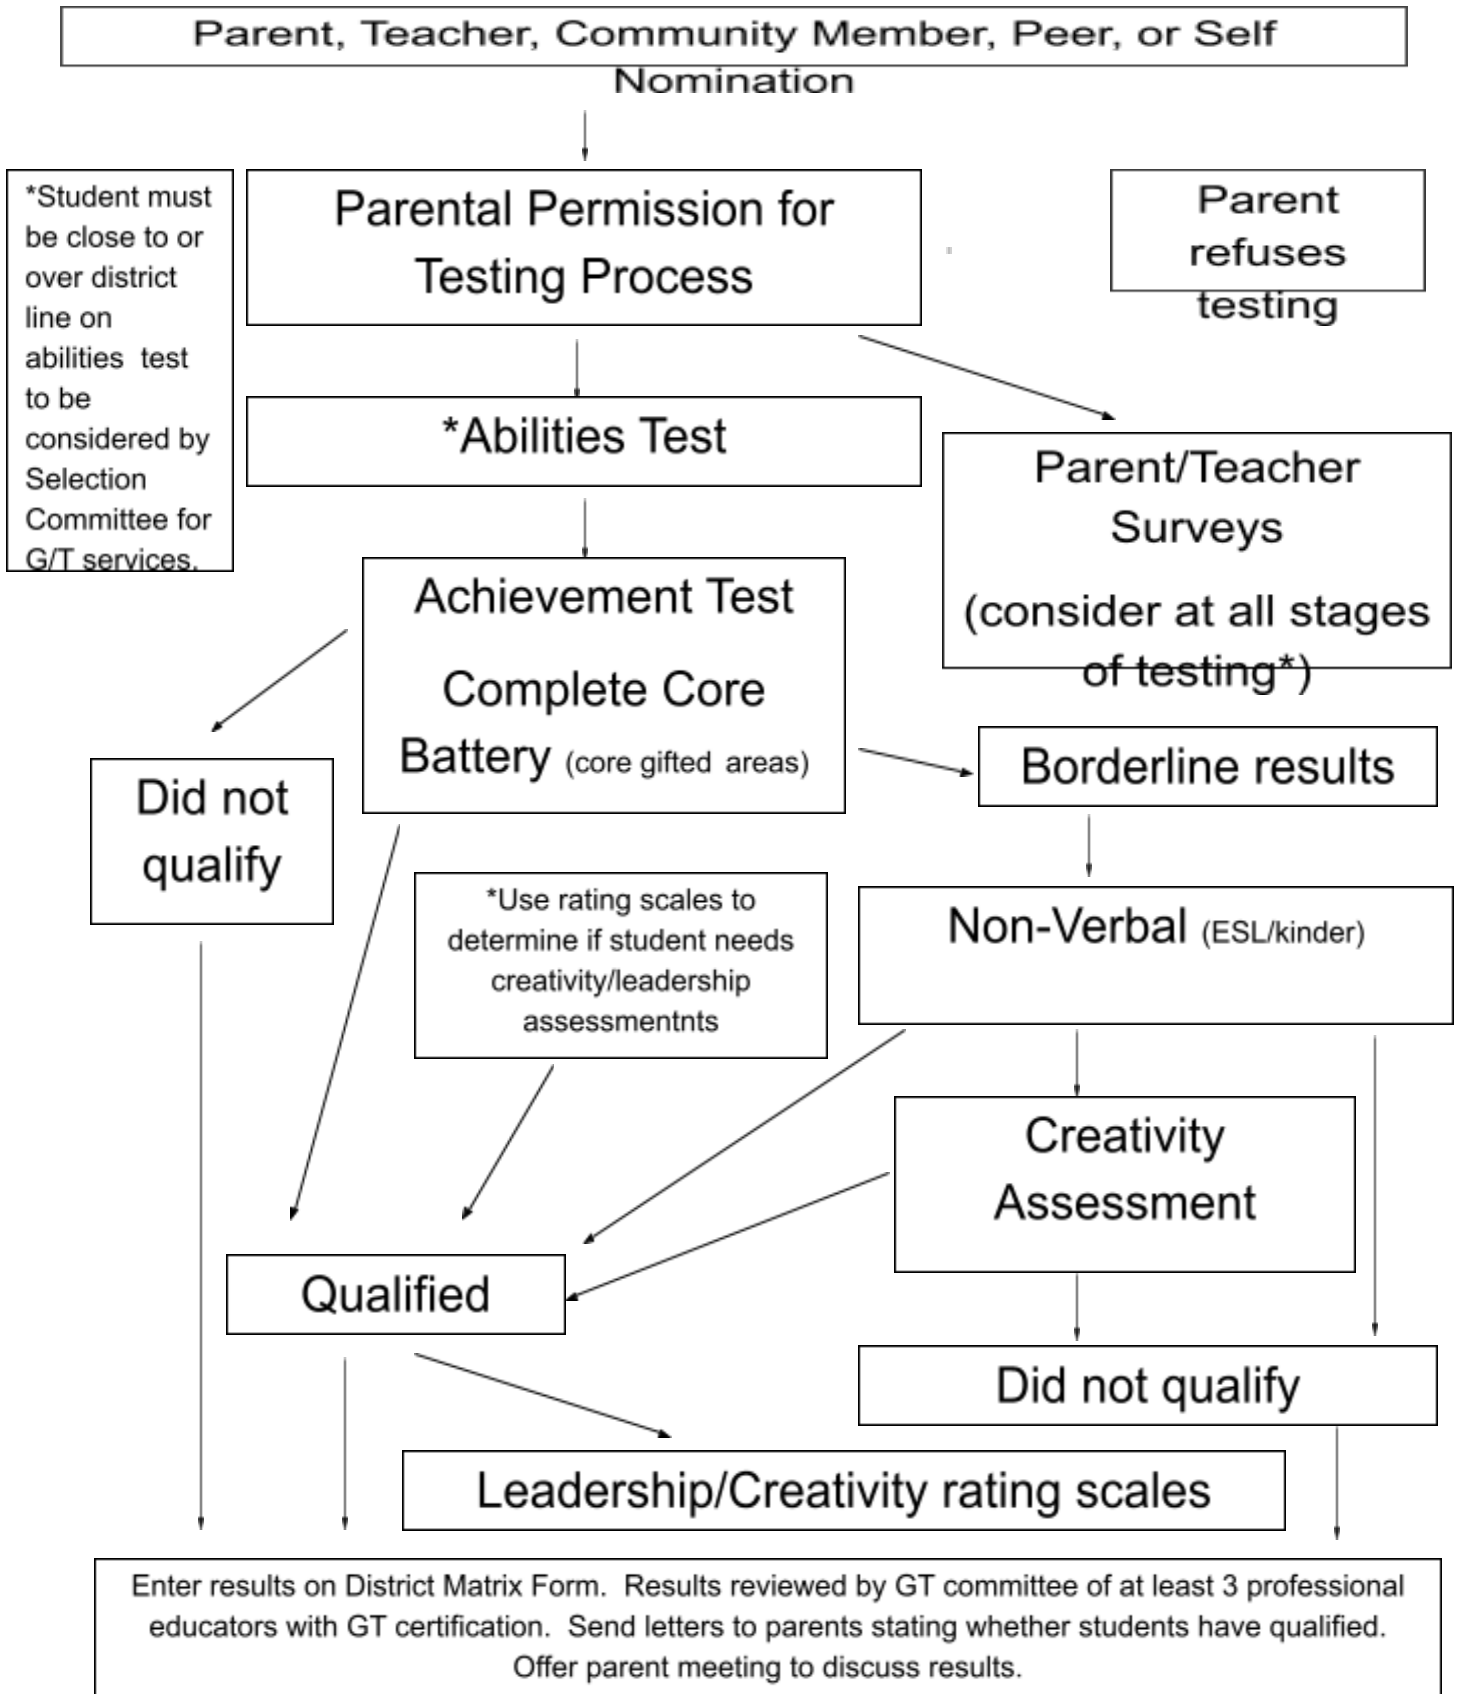 Parent, Teacher, Community Member, Peer, or Self
Nomination
*Student must
be close to or
over district
line on
abilities test
to be
considered by
Selection
Committee for
G/T services.
Parental Permission for
Testing Process
Parent
refuses
testing
*Abilities Test
Parent/Teacher
Surveys
(consider at all stages
of testing*)
Achievement Test
Complete Core
Battery (core gifted areas)
Borderline results
Did not
qualify
*Use rating scales to
determine if student needs
creativity/leadership
assessmentnts
Non-Verbal (ESL/kinder)
Creativity
Assessment
Qualified
Did not qualify
Leadership/Creativity rating scales
Enter results on District Matrix Form. Results reviewed by GT committee of at least 3 professional
educators with GT certification. Send letters to parents stating whether students have qualified.
Offer parent meeting to discuss results.